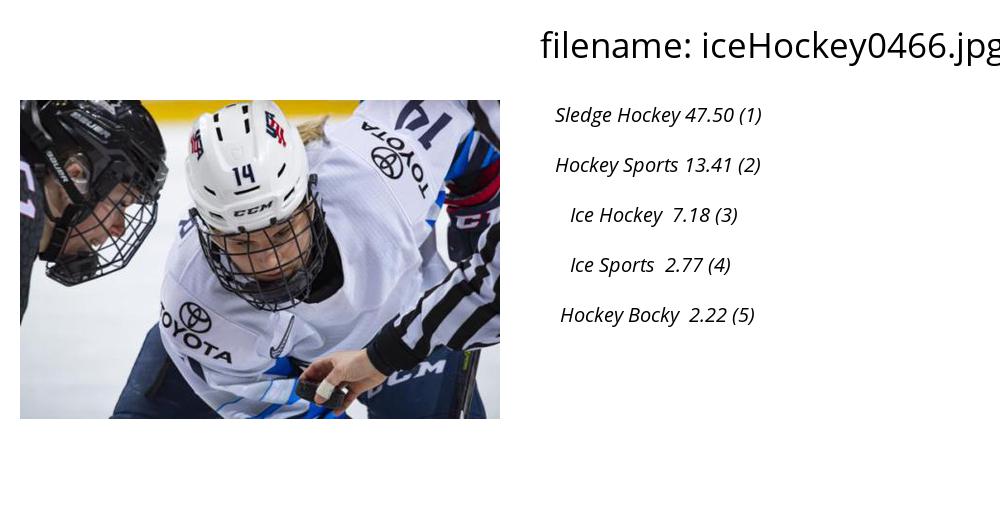 filename: iceHockey0466.jpg
Sledge Hockey 47.50 (1)
Hockey Sports 13.41 (2)
Ice Hockey 7.18 (3)
Ice Sports 2.77 (4)
Hockey Bocky 2.22 (5)
BAUER
BAUER
14
CCM
14
TOYOTA
TOYOTA
CCM